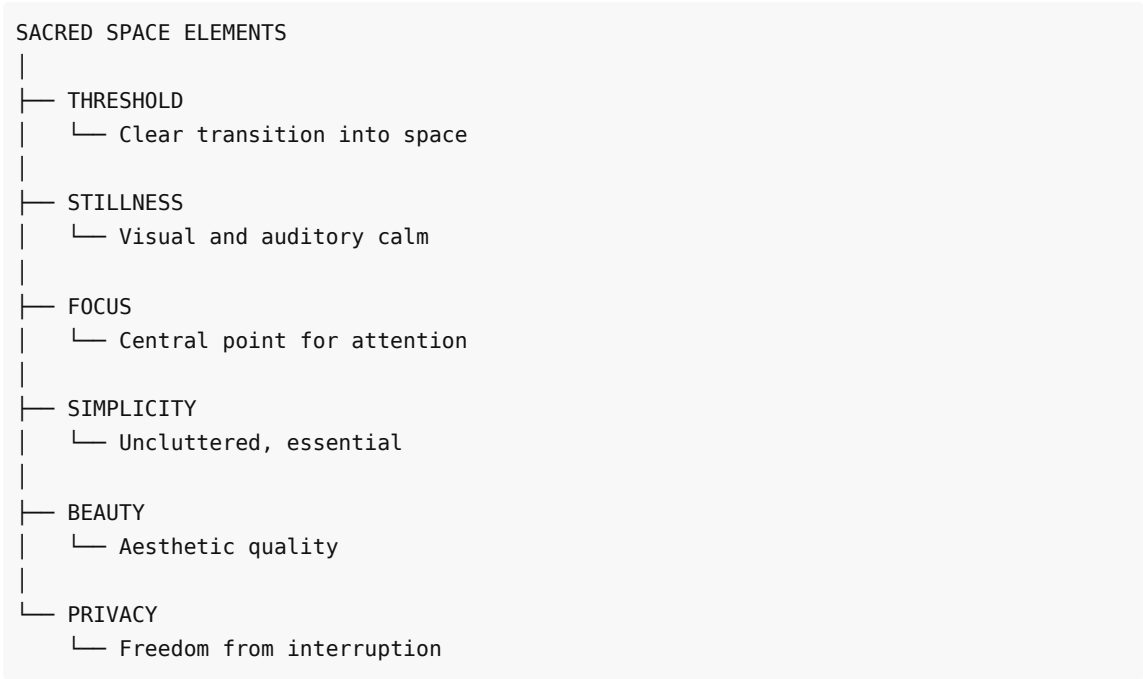 SACRED SPACE ELEMENTS
│
├── THRESHOLD
│   └── Clear transition into space
│
├── STILLNESS
│   └── Visual and auditory calm
│
├── FOCUS
│   └── Central point for attention
│
├── SIMPLICITY
│   └── Uncluttered, essential
│
├── BEAUTY
│   └── Aesthetic quality
│
└── PRIVACY
    └── Freedom from interruption